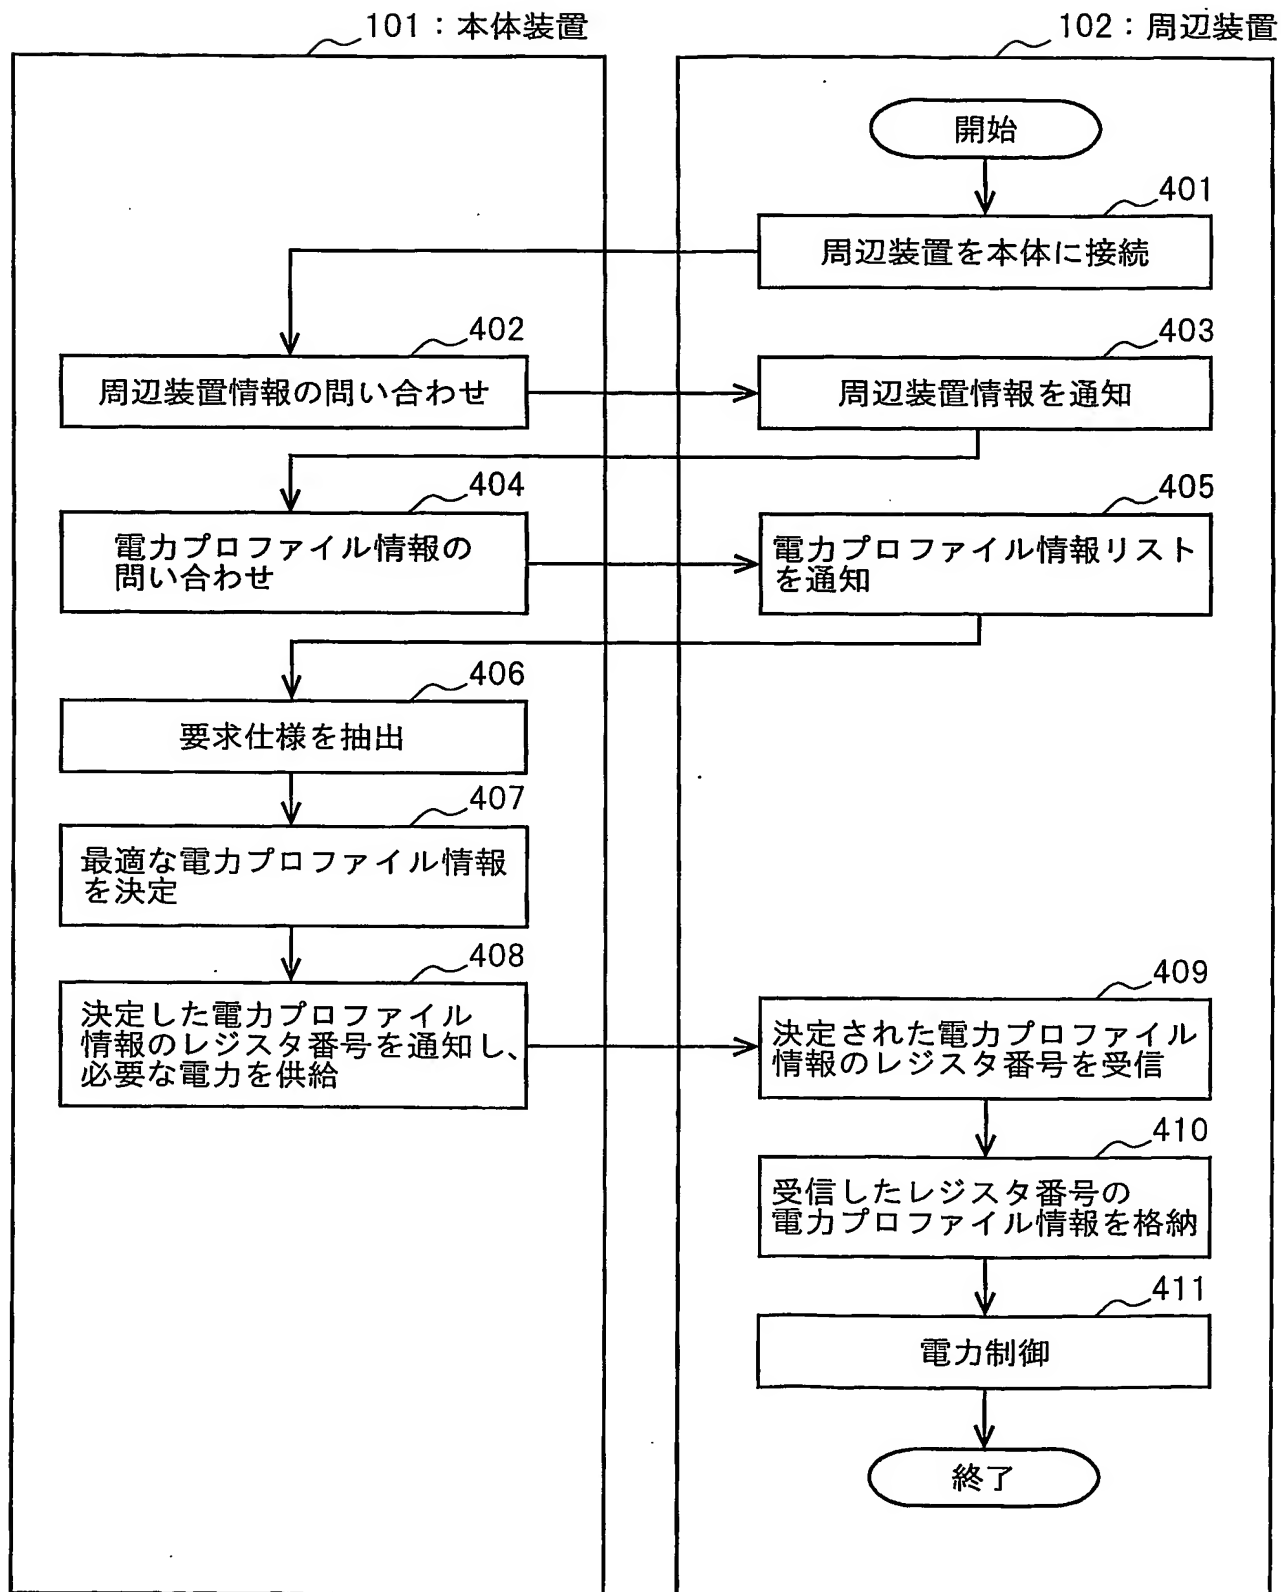 101：本体装置
102：周辺装置
開始
401
周辺装置を本体に接続
402
周辺装置情報の問い合わせ
403
周辺装置情報を通知
404
電力プロファイル情報の
問い合わせ
405
電力プロファイル情報リスト
を通知
406
要求仕様を抽出
407
最適な電力プロファイル情報
を決定
408
決定した電力プロファイル
情報のレジスタ番号を通知し、
必要な電力を供給
409
決定された電力プロファイル
情報のレジスタ番号を受信
410
受信したレジスタ番号の
電力プロファイル情報を格納
411
電力制御
終了